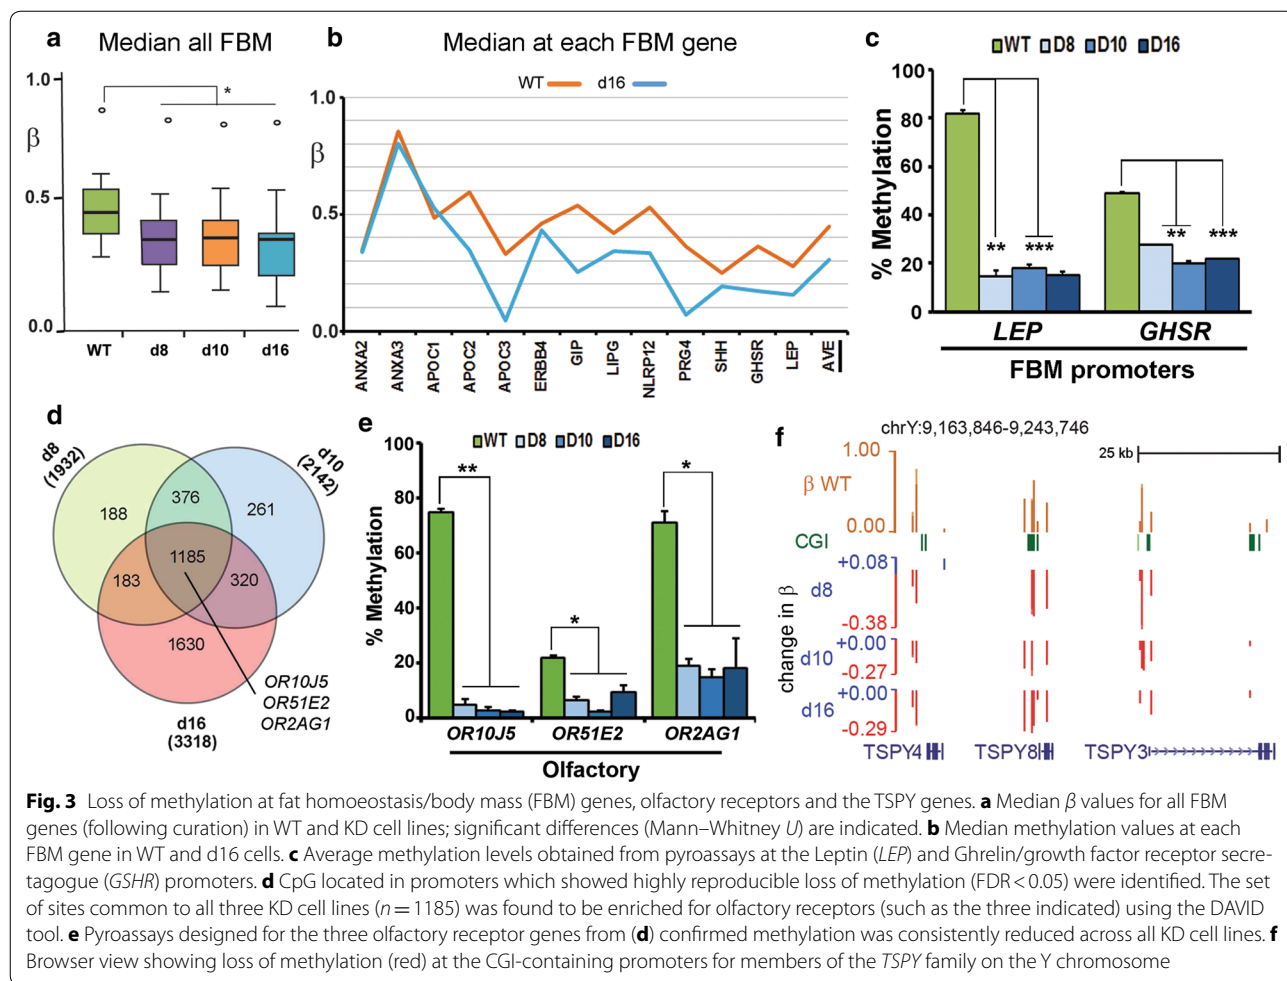 a Median all FBM
1.0
β
0.5
0.0
*
WT d8 d10 d16
b Median at each FBM gene
WT d16
1.0
β
0.5
0.0
ANXA2
ANXA3
APOC1
APOC2
APOC3
ERBB4
GIP
LIPG
NLRP12
PRG4
SHH
GHSR
LEP
AVE
c
WT D8 D10 D16
% Methylation
100
80
60
40
20
0
** *** ** ***
LEP GHSR
FBM promoters
d
d8
(1932)
d10
(2142)
376
188 261
1185
183 320
1630
OR10J5
OR51E2
OR2AG1
d16
(3318)
e
WT D8 D10 D16
% Methylation
100
80
60
40
20
0
** * *
OR10J5 OR51E2 OR2AG1
Olfactory
f
chrY:9,163,846-9,243,746
25 kb
1.00
β WT
0.00
CGI
change in β
+0.08
d8
-0.38
+0.00
d10
-0.27
+0.00
d16
-0.29
TSPY4 TSPY8 TSPY3
Fig. 3 Loss of methylation at fat homoeostasis/body mass (FBM) genes, olfactory receptors and the TSPY genes. a Median β values for all FBM
genes (following curation) in WT and KD cell lines; significant differences (Mann–Whitney U) are indicated. b Median methylation values at each
FBM gene in WT and d16 cells. c Average methylation levels obtained from pyroassays at the Leptin (LEP) and Ghrelin/growth factor receptor secre-
tagogue (GSHR) promoters. d CpG located in promoters which showed highly reproducible loss of methylation (FDR < 0.05) were identified. The set
of sites common to all three KD cell lines (n = 1185) was found to be enriched for olfactory receptors (such as the three indicated) using the DAVID
tool. e Pyroassays designed for the three olfactory receptor genes from (d) confirmed methylation was consistently reduced across all KD cell lines. f
Browser view showing loss of methylation (red) at the CGI-containing promoters for members of the TSPY family on the Y chromosome